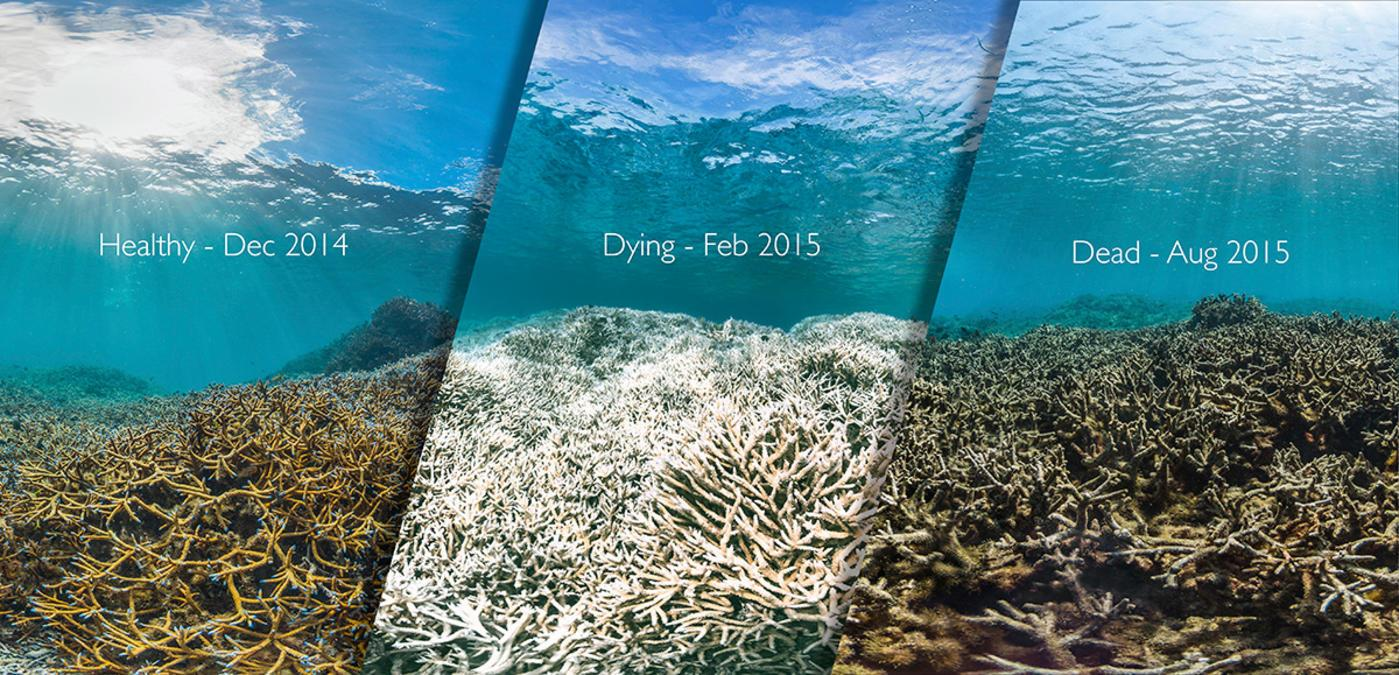 Healthy - Dec 2014
Dying - Feb 2015
Dead - Aug 2015